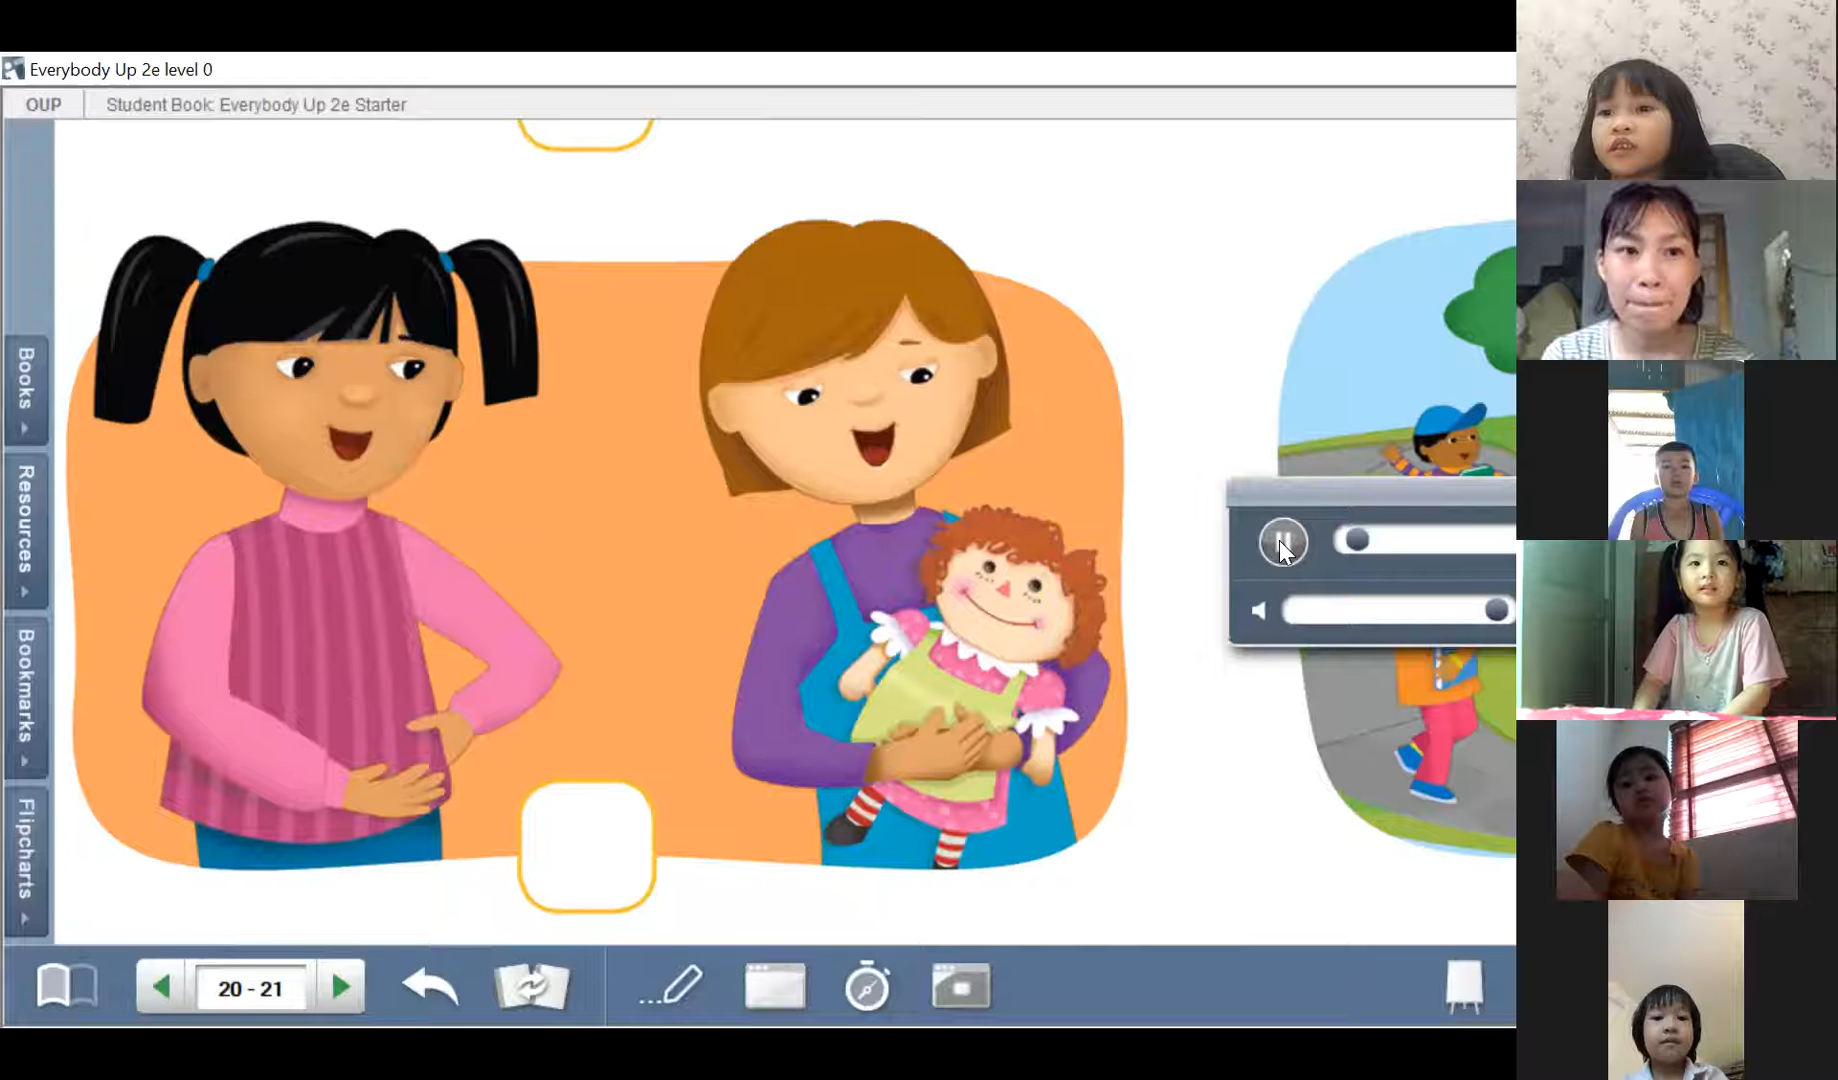 Everybody Up 2e level 0
OUP
Student Book: Everybody Up 2e Starter
Books
Resources
Bookmarks
Flipcharts
20 - 21